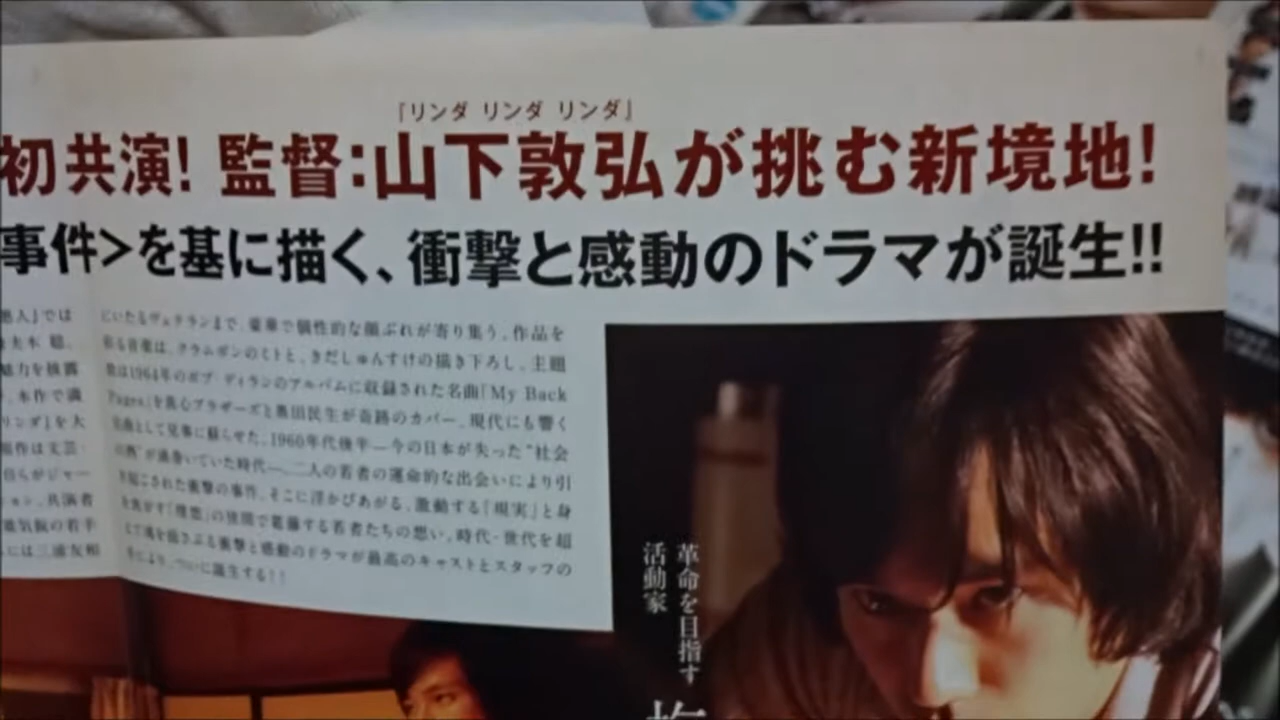 『リンダ リンダ リンダ』
初共演! 監督:山下敦弘が挑む新境地!
事件>を基に描く、衝撃と感動のドラマが誕生!!
では
にいたるヴェテランまで、豪華で個性的な顔ぶれが寄り集う。作品を
彩る音楽は、クラムボンのミトと、きだしゅんすけの描き下ろし。主題
歌は1964年のボブ・ディランのアルバムに収録された名曲「My Back
Pages」を真心ブラザーズと奥田民生が奇跡のカバー。現代にも響く
名曲として見事に蘇らせた。1960年代後半―今の日本が失った“社会
が過巻いていた時代―。二人の若者の運命的な出会いにより引
き起こされた衝撃の事件。そこに浮かびあがる、激動する『現実』と身
を焦がす『理想』の狭間で葛藤する若者たちの想い。時代・世代を超
えて魂を揺さぶる衝撃と感動のドラマが最高のキャストとスタッフの
手により、ついに誕生する!!
革命を目指す
活動家